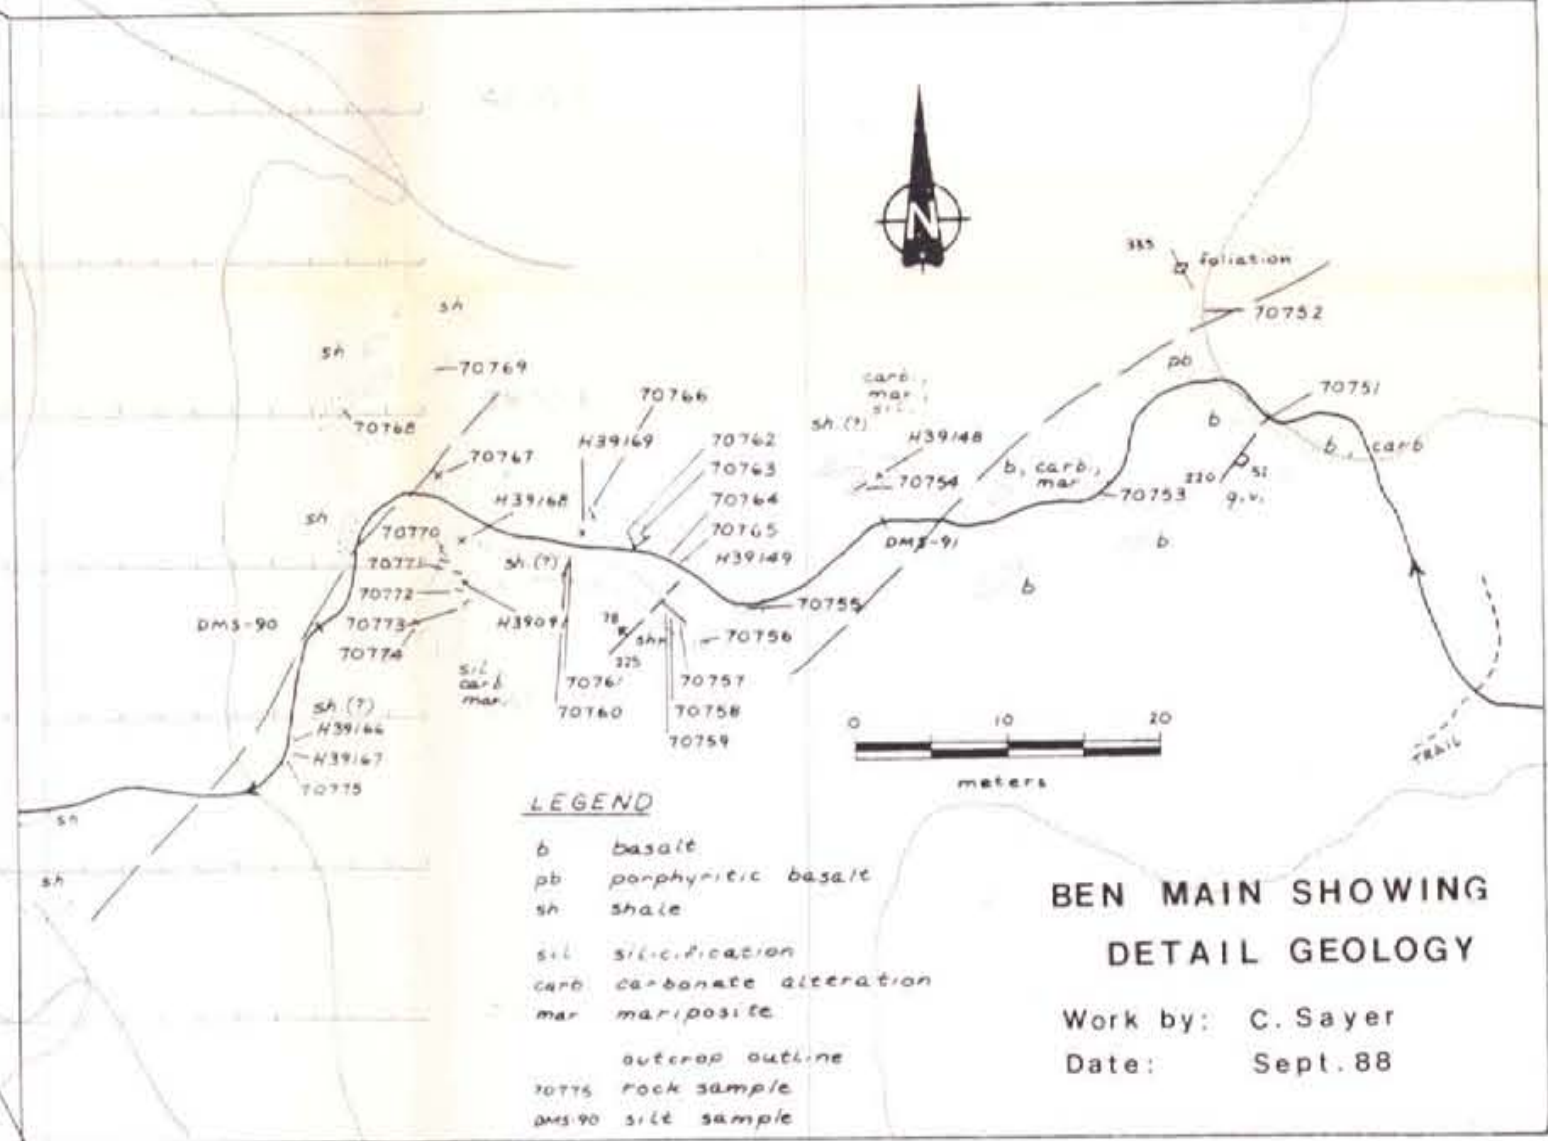 N
335
foliation
70752
sh
sh
70769
pb
carb.,
mar.,
sil.
70751
70766
70768
sh.(?)
H39169
70762
H39148
b
b, carb
70767
70763
70754
b, carb.,
mar
220
52
q.v.
H39168
70764
70753
sh
70770
70765
DMS-91
b
sh.(?)
H39149
70771
b
70772
70755
DMS-90
70773
H39091
78
shr
70756
70774
225
sil
carb
mar.
70761
70757
sh.(?)
70760
70758
H39166
70759
H39167
70775
0 10 20
meters
TRAIL
sh
sh
LEGEND
b basalt
pb porphyritic basalt
sh shale
sil silicification
carb carbonate alteration
mar mariposite
outcrop outline
70775 rock sample
DMS-90 silt sample
BEN MAIN SHOWING
DETAIL GEOLOGY
Work by: C. Sayer
Date: Sept. 88